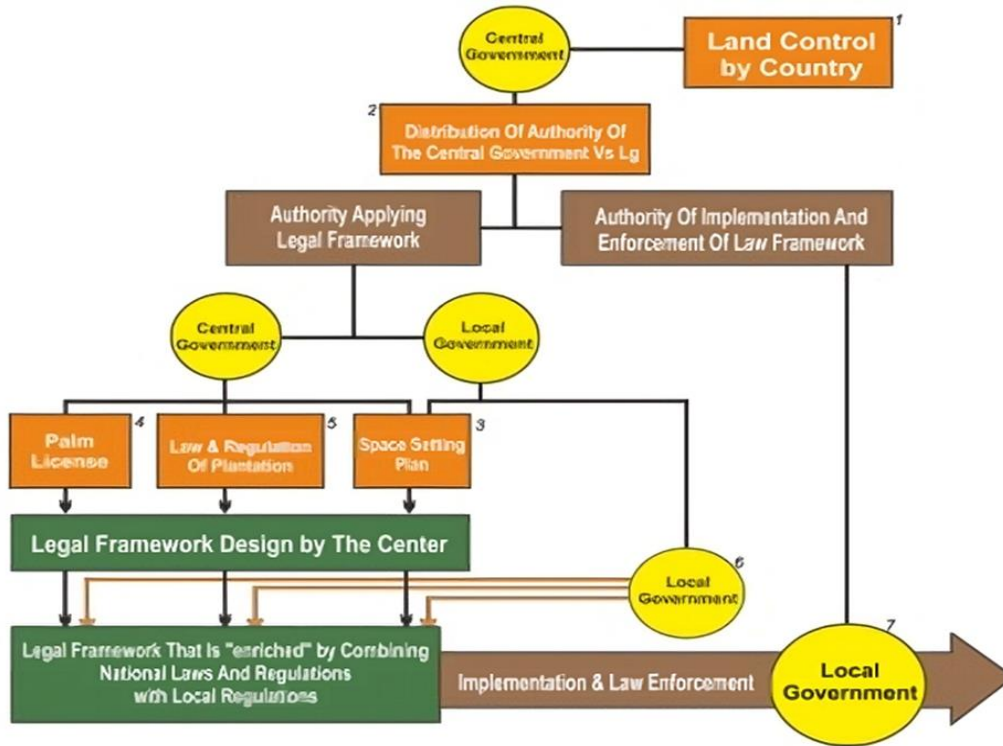 Central
Government
1
Land Control
by Country
2
Distribution Of Authority Of
The Central Government Vs Lg
Authority Applying
Legal Framework
Authority Of Implementation And
Enforcement Of Law Framework
Central
Government
Local
Government
4
Palm
License
5
Law & Regulation
Of Plantation
3
Space Setting
Plan
Legal Framework Design by The Center
6
Local
Government
Legal Framework That Is "enriched" by Combining
National Laws And Regulations
with Local Regulations
Implementation & Law Enforcement
7
Local
Government